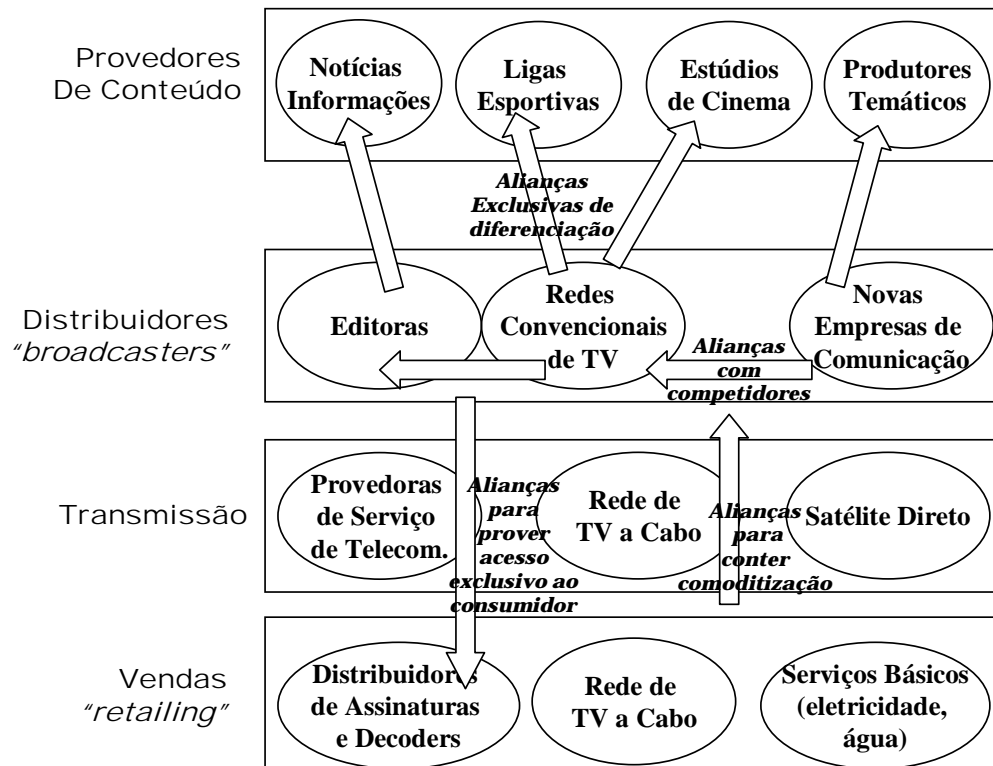 Provedores
De Conteúdo
Notícias
Informações
Ligas
Esportivas
Estúdios
de Cinema
Produtores
Temáticos
Alianças
Exclusivas de
diferenciação
Distribuidores
"broadcasters"
Editoras
Redes
Convencionais
de TV
Novas
Empresas de
Comunicação
Alianças
com
competidores
Transmissão
Provedoras
de Serviço
de Telecom.
Alianças
para
prover
acesso
exclusivo ao
consumidor
Rede de
TV a Cabo
Alianças
para
conter
comoditização
Satélite Direto
Vendas
"retailing"
Distribuidores
de Assinaturas
e Decoders
Rede de
TV a Cabo
Serviços Básicos
(eletricidade,
água)